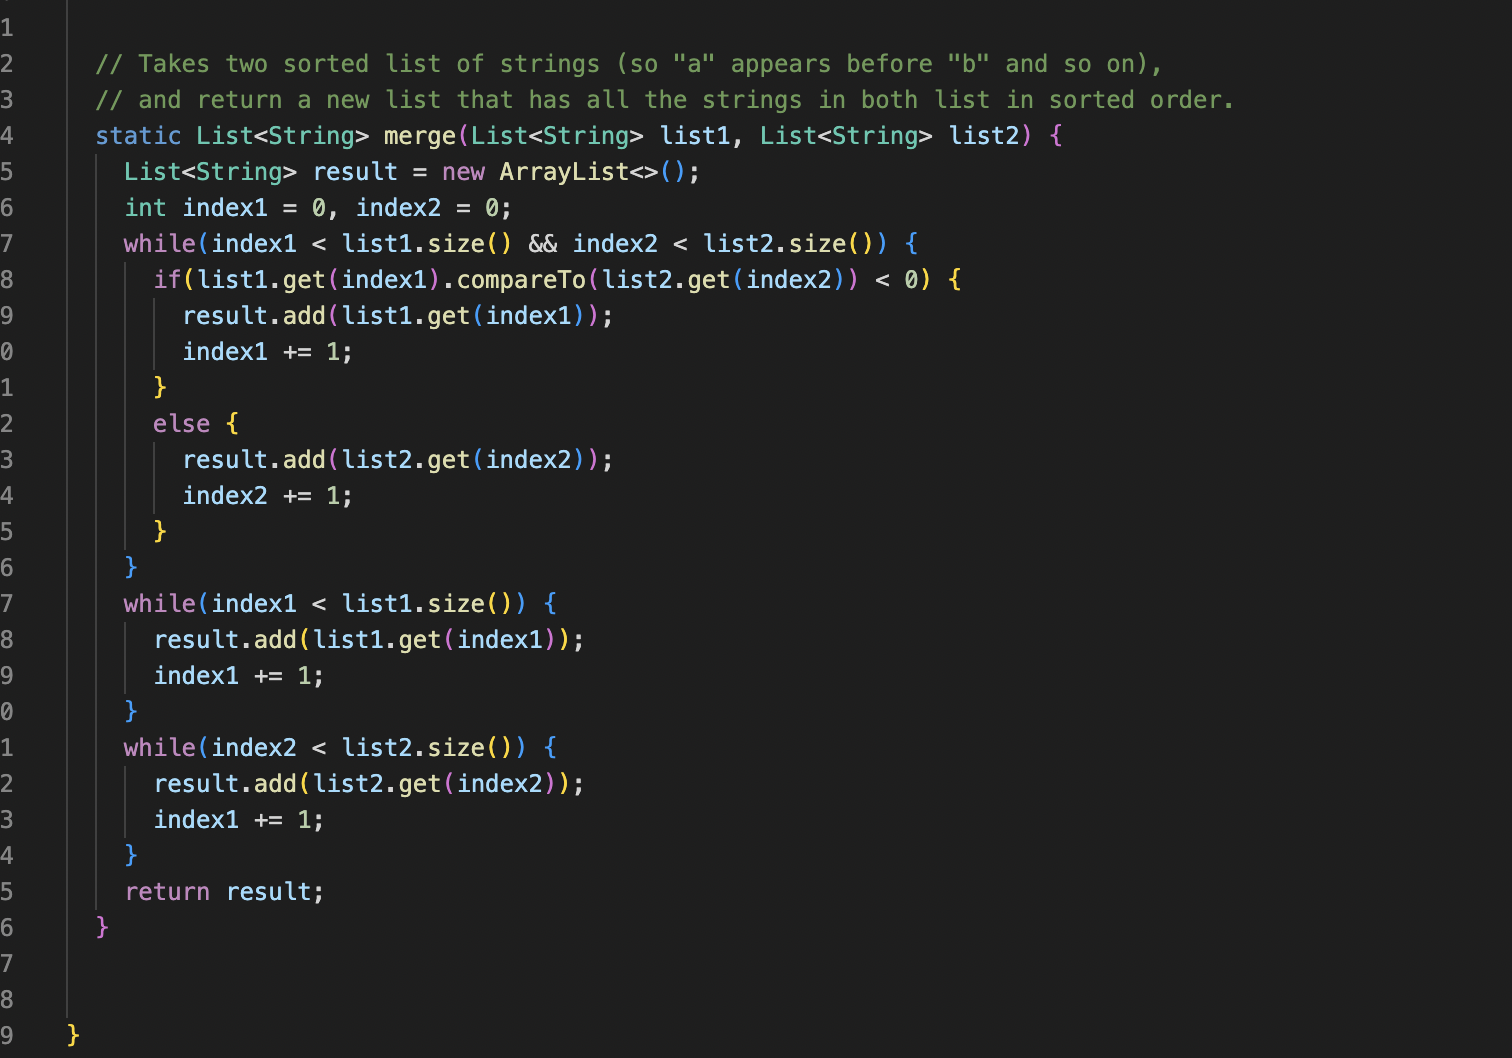 1
2 // Takes two sorted list of strings (so "a" appears before "b" and so on),
3 // and return a new list that has all the strings in both list in sorted order.
4 static List<String> merge(List<String> list1, List<String> list2) {
5 List<String> result = new ArrayList<>();
6 int index1 = 0, index2 = 0;
7 while(index1 < list1.size() && index2 < list2.size()) {
8 if(list1.get(index1).compareTo(list2.get(index2)) < 0) {
9 result.add(list1.get(index1));
0 index1 += 1;
1 }
2 else {
3 result.add(list2.get(index2));
4 index2 += 1;
5 }
6 }
7 while(index1 < list1.size()) {
8 result.add(list1.get(index1));
9 index1 += 1;
0 }
1 while(index2 < list2.size()) {
2 result.add(list2.get(index2));
3 index1 += 1;
4 }
5 return result;
6 }
7
8
9 }